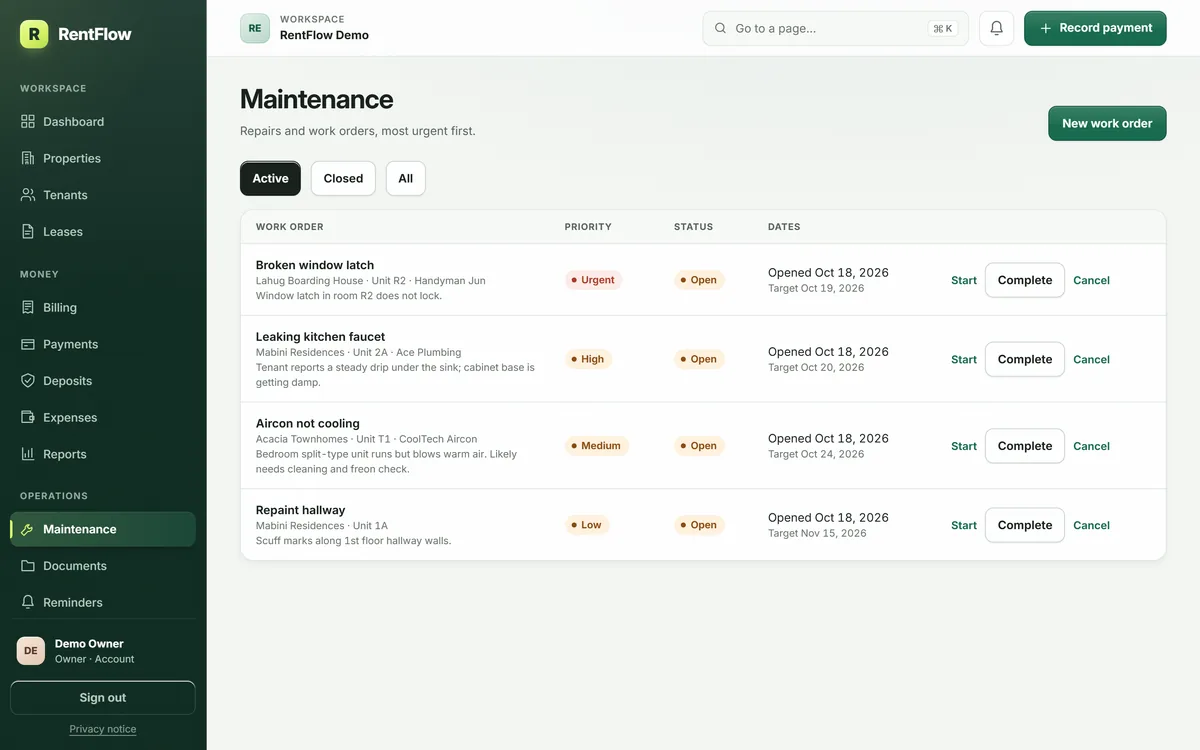 R RentFlow
WORKSPACE
Dashboard
Properties
Tenants
Leases
MONEY
Billing
Payments
Deposits
Expenses
Reports
OPERATIONS
Maintenance
Documents
Reminders
DE
Demo Owner
Owner · Account
Sign out
Privacy notice
RE
WORKSPACE
RentFlow Demo
Go to a page...
⌘ K
+ Record payment
Maintenance
Repairs and work orders, most urgent first.
New work order
Active Closed All
WORK ORDER PRIORITY STATUS DATES
Broken window latch
Lahug Boarding House · Unit R2 · Handyman Jun
Window latch in room R2 does not lock.
Urgent
Open
Opened Oct 18, 2026
Target Oct 19, 2026
Start Complete Cancel
Leaking kitchen faucet
Mabini Residences · Unit 2A · Ace Plumbing
Tenant reports a steady drip under the sink; cabinet base is
getting damp.
High
Open
Opened Oct 18, 2026
Target Oct 20, 2026
Start Complete Cancel
Aircon not cooling
Acacia Townhomes · Unit T1 · CoolTech Aircon
Bedroom split-type unit runs but blows warm air. Likely
needs cleaning and freon check.
Medium
Open
Opened Oct 18, 2026
Target Oct 24, 2026
Start Complete Cancel
Repaint hallway
Mabini Residences · Unit 1A
Scuff marks along 1st floor hallway walls.
Low
Open
Opened Oct 18, 2026
Target Nov 15, 2026
Start Complete Cancel